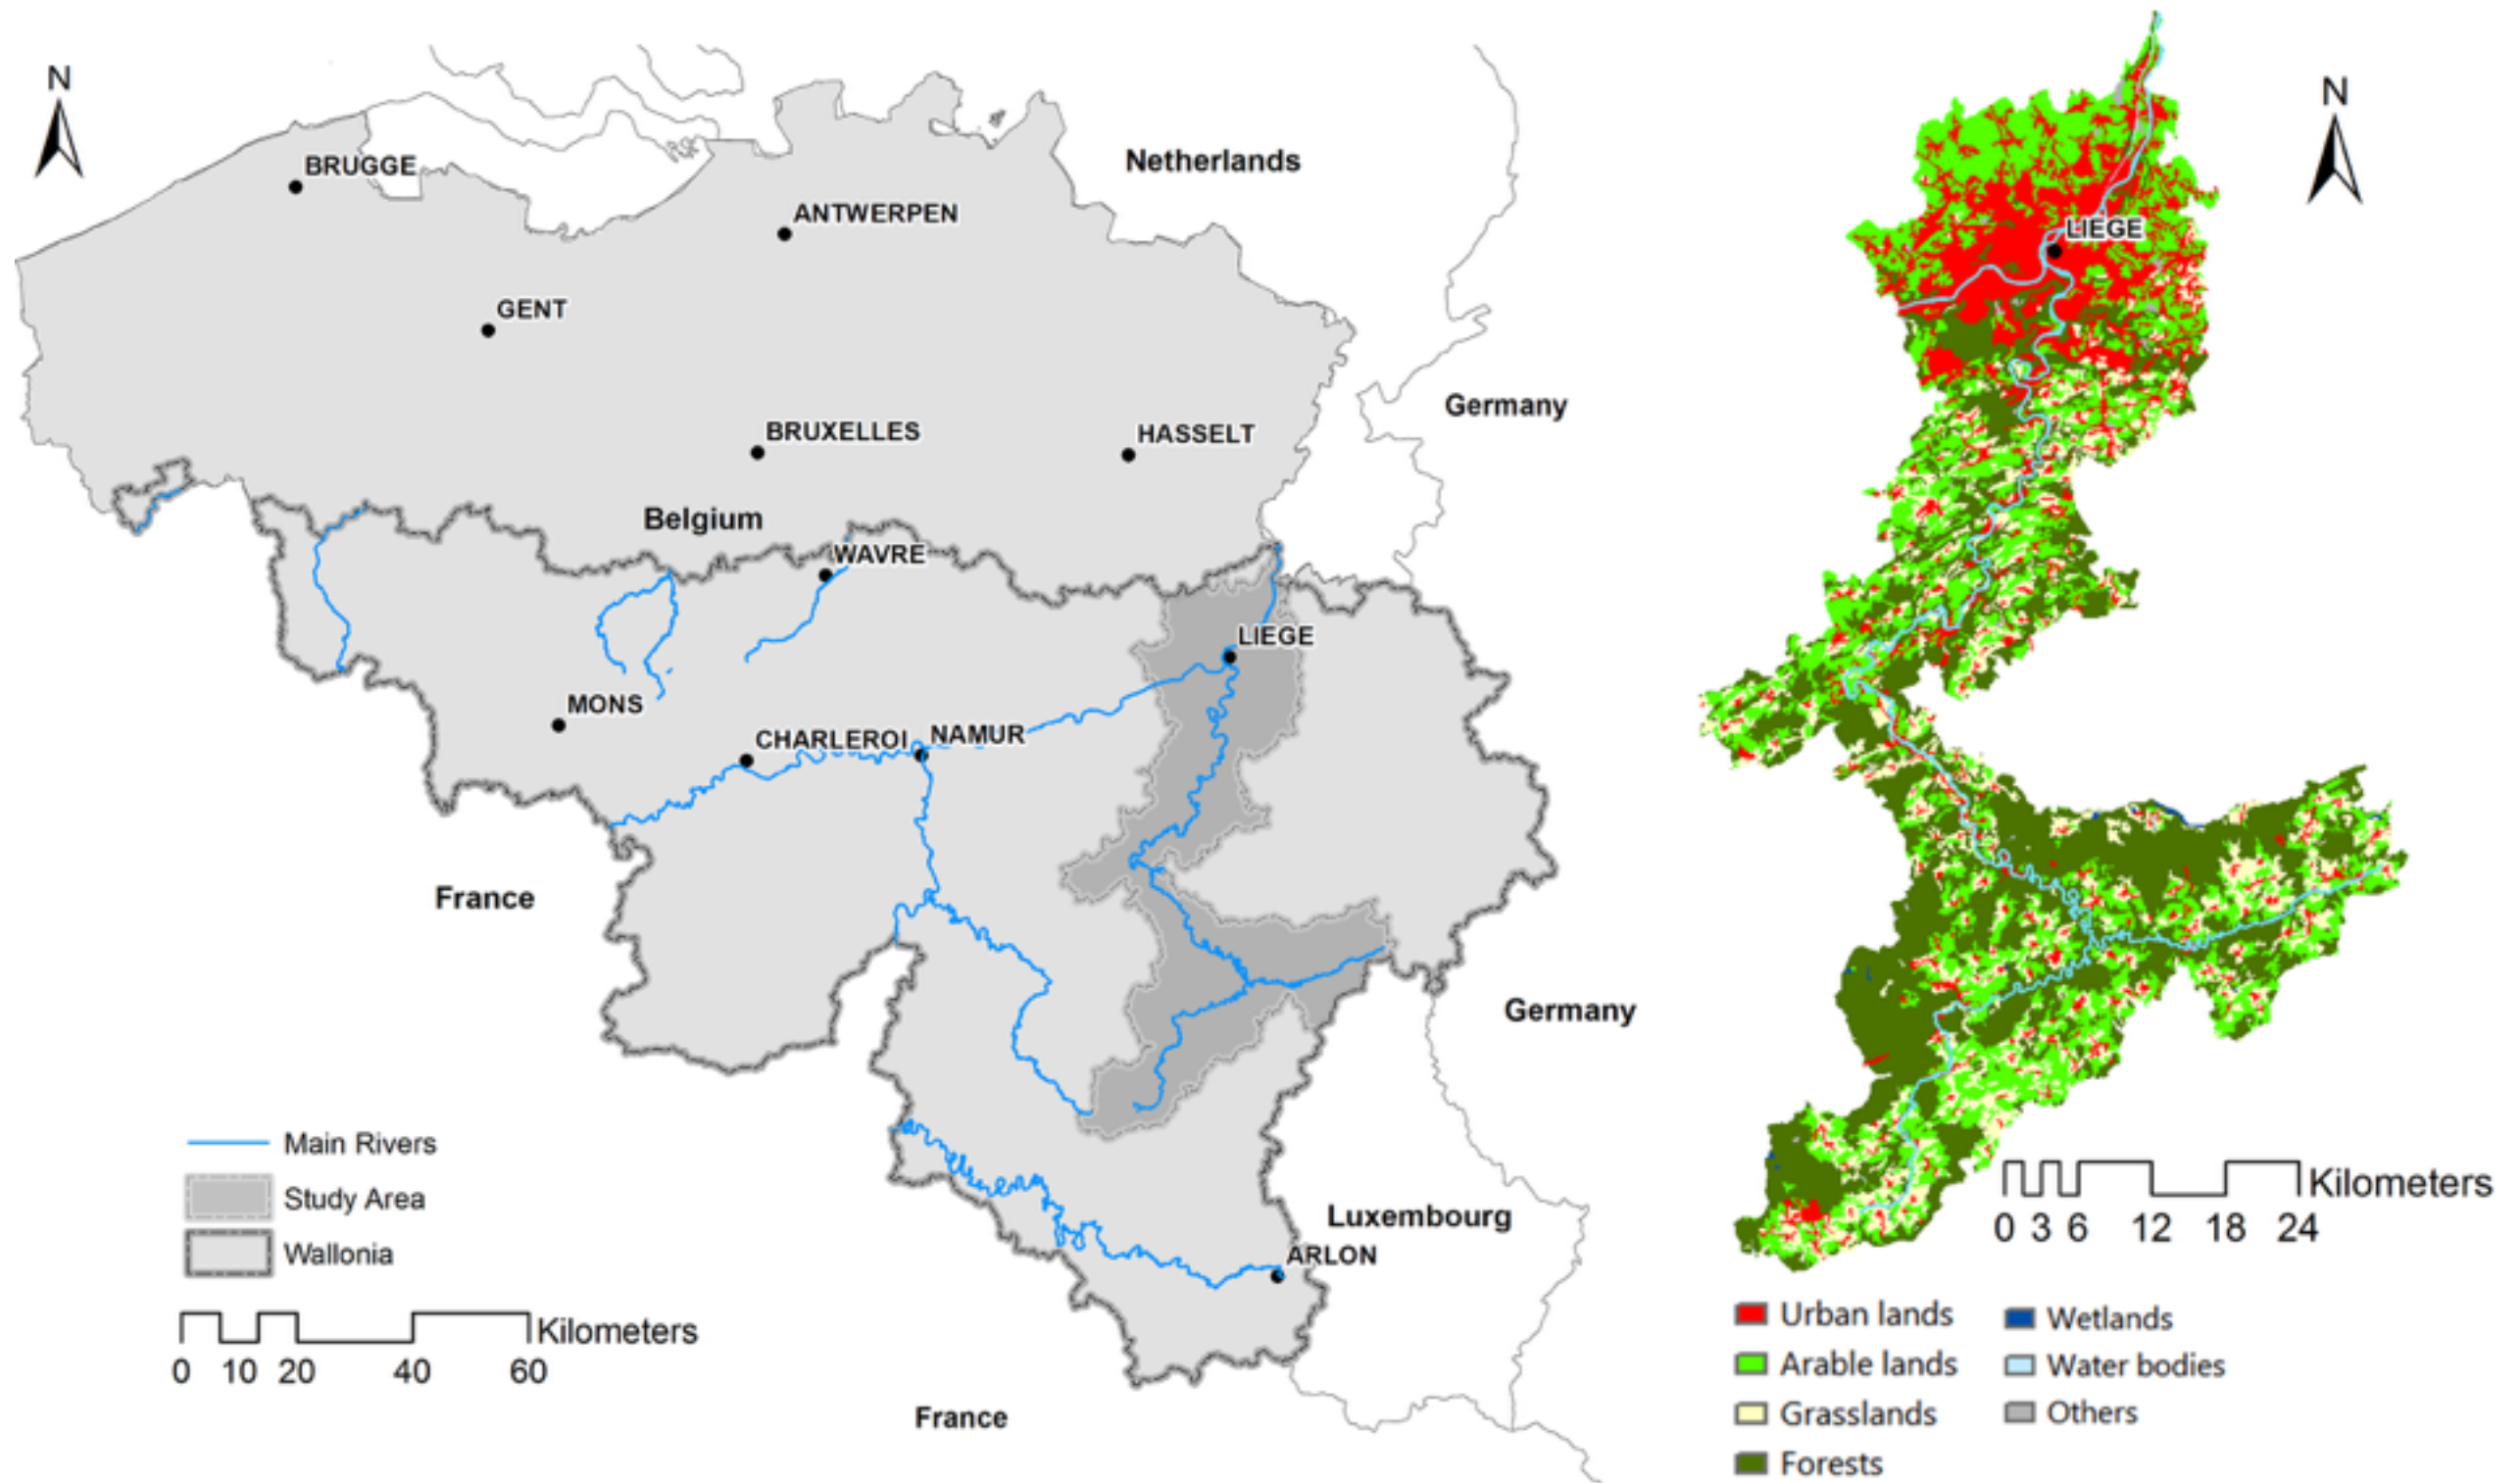 N
BRUGGE
Netherlands
ANTWERPEN
GENT
Germany
BRUXELLES
HASSELT
Belgium
WAVRE
LIEGE
MONS
CHARLEROI
NAMUR
France
Germany
Luxembourg
ARLON
France
Main Rivers
Study Area
Wallonia
Kilometers
0 10 20 40 60
N
LIEGE
Kilometers
0 3 6 12 18 24
Urban lands
Arable lands
Grasslands
Forests
Wetlands
Water bodies
Others